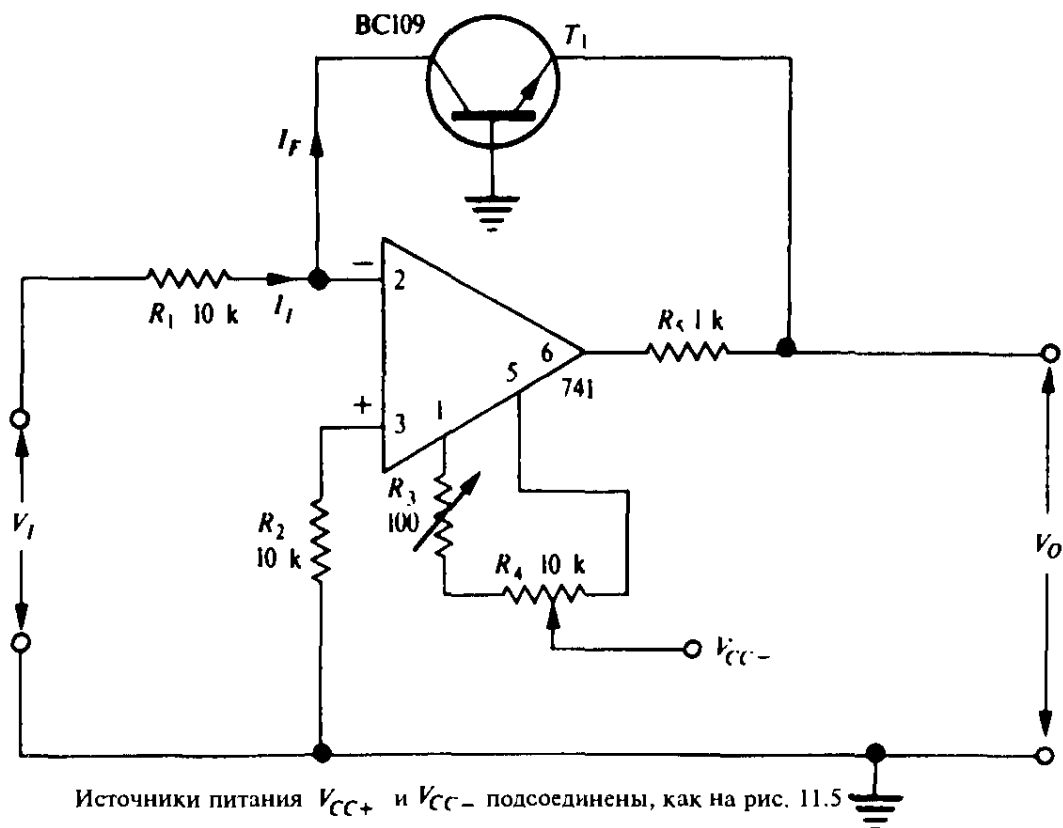 BC109
T1
IF
− 2
R1 10 k
II
R5 1 k
6
5
741
+ 3
1
R3
100
R2
10 k
R4 10 k
VI
VO
VCC−
Источники питания VCC+ и VCC− подсоединены, как на рис. 11.5